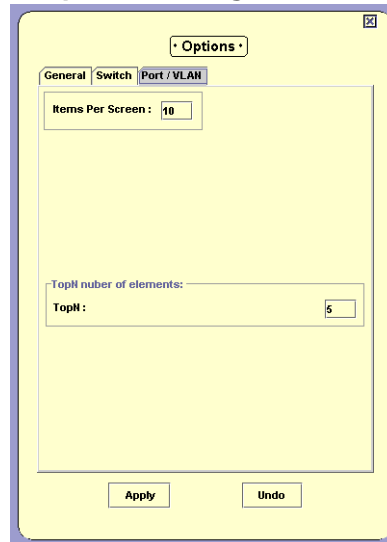 · Options ·
General Switch Port / VLAN
Items Per Screen : 10
TopN nuber of elements:
TopN : 5
Apply Undo